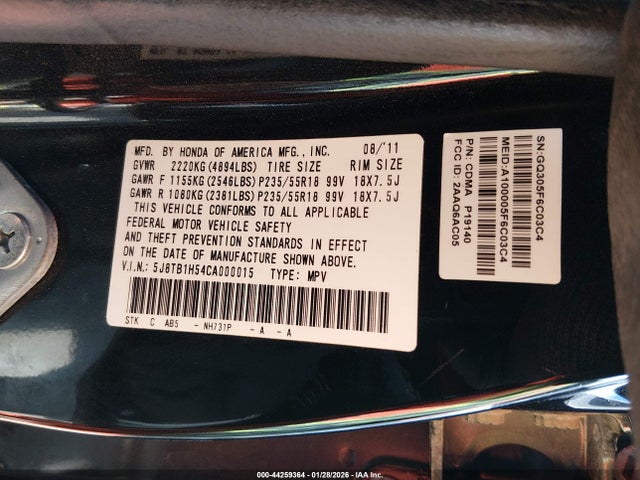 MFD. BY HONDA OF AMERICA MFG., INC. 08/'11
GVWR 2220KG(4894LBS) TIRE SIZE RIM SIZE
GAWR F 1155KG(2546LBS)P235/55R18 99V 18X7.5J
GAWR R 1080KG(2381LBS)P235/55R18 99V 18X7.5J
THIS VEHICLE CONFORMS TO ALL APPLICABLE
FEDERAL MOTOR VEHICLE SAFETY
AND THEFT PREVENTION STANDARDS IN EFFECT
ON THE DATE OF MANUFACTURE SHOWN ABOVE.
V.I.N.: 5J8TB1H54CA000015 TYPE: MPV
STK C AB5 - NH731P - A - A
SN:GQ305F6C03C4
MEID:A100005F6C03C4
P/N: CDMA P19140
FCC ID: 2AAQ6AC05
000-44259364 | 01/28/2026 - IAA Inc.